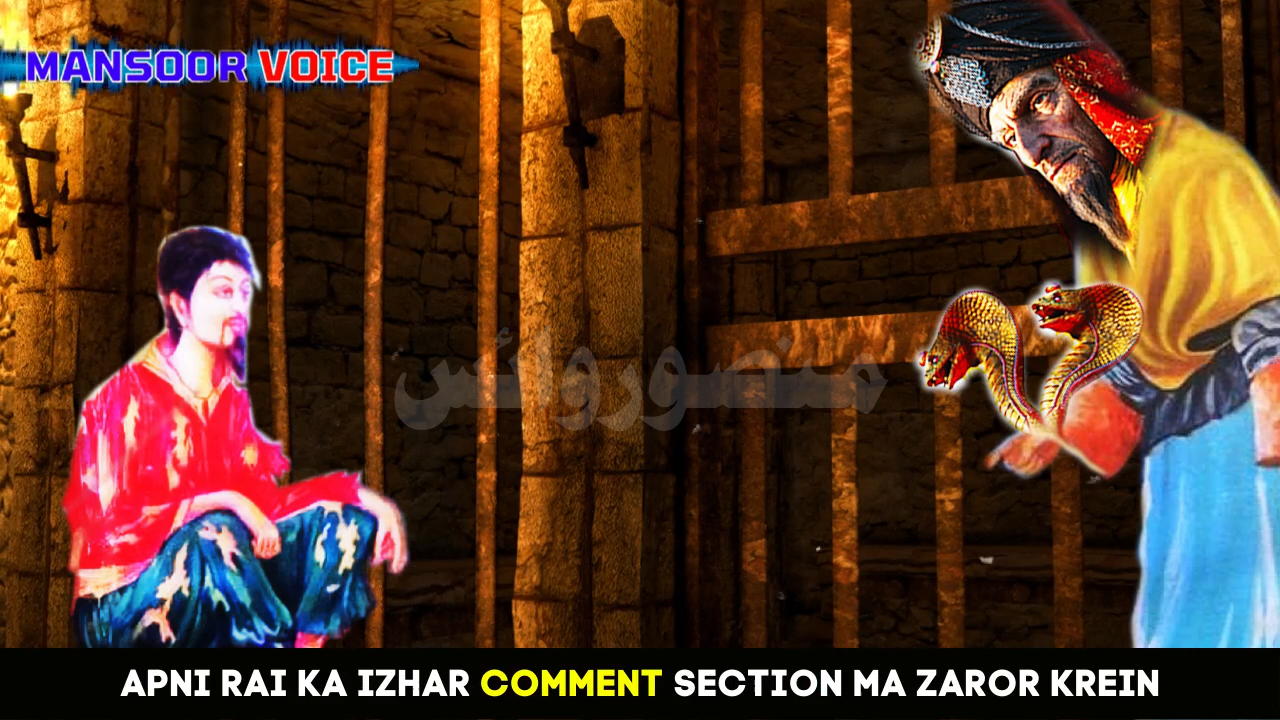 MANSOOR VOICE
منصور وائس
APNI RAI KA IZHAR COMMENT SECTION MA ZAROR KREIN